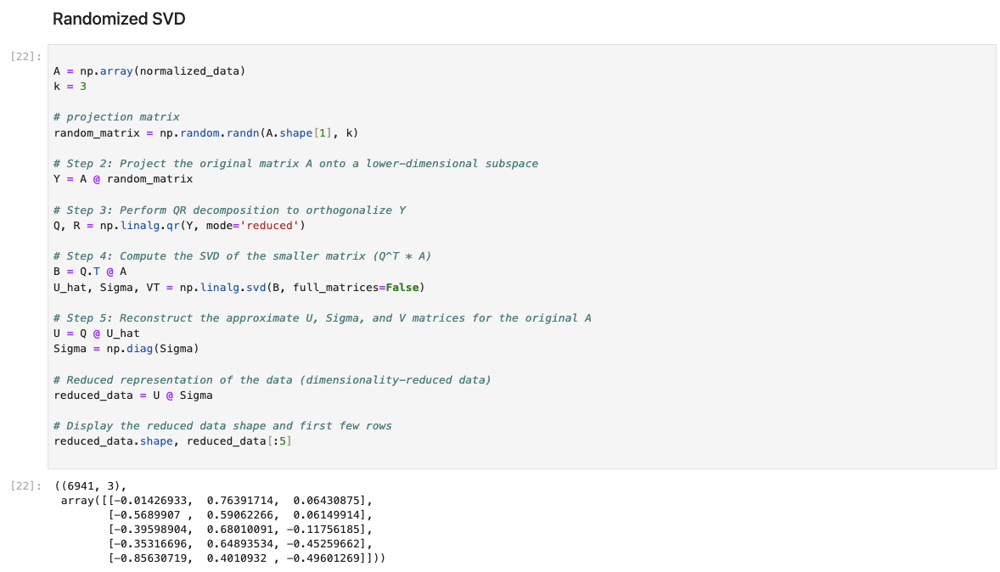 Randomized SVD
[22]:
A = np.array(normalized_data)
k = 3
# projection matrix
random_matrix = np.random.randn(A.shape[1], k)
# Step 2: Project the original matrix A onto a lower-dimensional subspace
Y = A @ random_matrix
# Step 3: Perform QR decomposition to orthogonalize Y
Q, R = np.linalg.qr(Y, mode='reduced')
# Step 4: Compute the SVD of the smaller matrix (Q^T * A)
B = Q.T @ A
U_hat, Sigma, VT = np.linalg.svd(B, full_matrices=False)
# Step 5: Reconstruct the approximate U, Sigma, and V matrices for the original A
U = Q @ U_hat
Sigma = np.diag(Sigma)
# Reduced representation of the data (dimensionality-reduced data)
reduced_data = U @ Sigma
# Display the reduced data shape and first few rows
reduced_data.shape, reduced_data[:5]
[22]: ((6941, 3),
array([[-0.01426933, 0.76391714, 0.06430875],
[-0.5689907 , 0.59062266, 0.06149914],
[-0.39598904, 0.68010091, -0.11756185],
[-0.35316696, 0.64893534, -0.45259662],
[-0.85630719, 0.4010932 , -0.49601269]]))